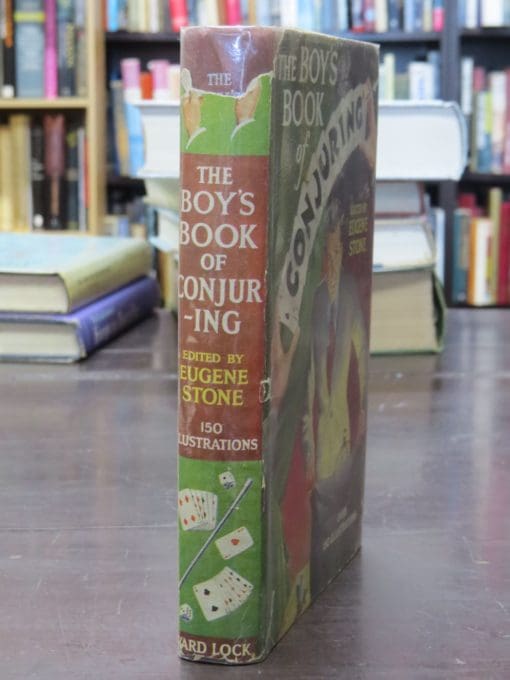 THE
THE
BOY'S
BOOK
OF
CONJUR
-ING
EDITED BY
EUGENE
STONE
150
ILLUSTRATIONS
WARD LOCK
THE BOY'S
BOOK
of
CONJURING
EDITED BY
EUGENE
STONE